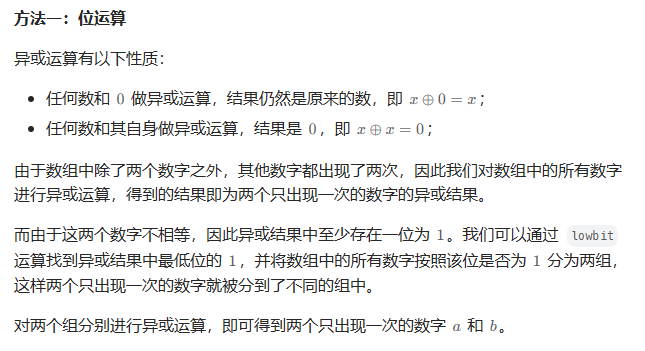 方法一：位运算
异或运算有以下性质：
• 任何数和 0 做异或运算，结果仍然是原来的数，即 x ⊕ 0 = x；
• 任何数和其自身做异或运算，结果是 0，即 x ⊕ x = 0；
由于数组中除了两个数字之外，其他数字都出现了两次，因此我们对数组中的所有数字
进行异或运算，得到的结果即为两个只出现一次的数字的异或结果。
而由于这两个数字不相等，因此异或结果中至少存在一位为 1。我们可以通过 lowbit
运算找到异或结果中最低位的 1，并将数组中的所有数字按照该位是否为 1 分为两组，
这样两个只出现一次的数字就被分到了不同的组中。
对两个组分别进行异或运算，即可得到两个只出现一次的数字 a 和 b。